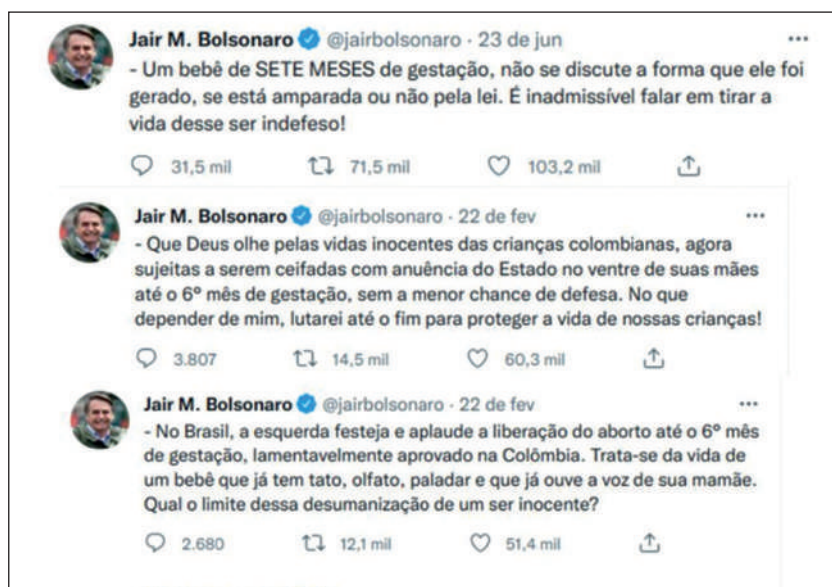 Jair M. Bolsonaro @jairbolsonaro · 23 de jun
- Um bebê de SETE MESES de gestação, não se discute a forma que ele foi
gerado, se está amparada ou não pela lei. É inadmissível falar em tirar a
vida desse ser indefeso!
31,5 mil 71,5 mil 103,2 mil
Jair M. Bolsonaro @jairbolsonaro · 22 de fev
- Que Deus olhe pelas vidas inocentes das crianças colombianas, agora
sujeitas a serem ceifadas com anuência do Estado no ventre de suas mães
até o 6º mês de gestação, sem a menor chance de defesa. No que
depender de mim, lutarei até o fim para proteger a vida de nossas crianças!
3.807 14,5 mil 60,3 mil
Jair M. Bolsonaro @jairbolsonaro · 22 de fev
- No Brasil, a esquerda festeja e aplaude a liberação do aborto até o 6º mês
de gestação, lamentavelmente aprovado na Colômbia. Trata-se da vida de
um bebê que já tem tato, olfato, paladar e que já ouve a voz de sua mamãe.
Qual o limite dessa desumanização de um ser inocente?
2.680 12,1 mil 51,4 mil